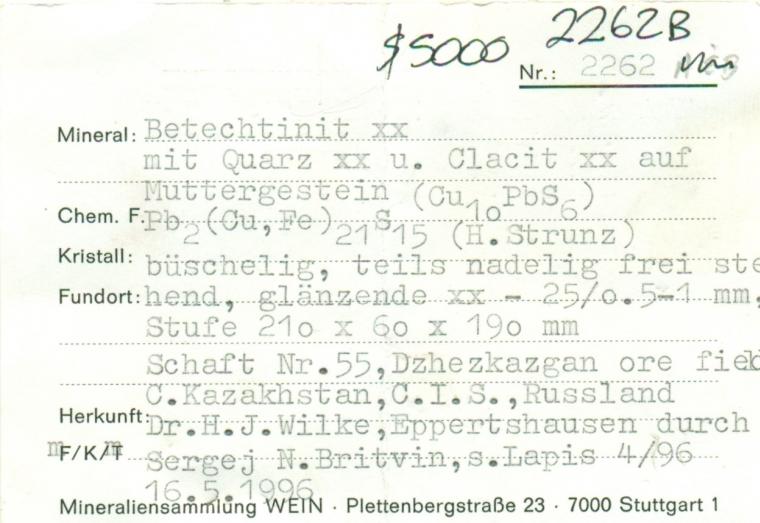 $5000 2262B
Nr.: 2262
Mineral: Betechtinit xx
mit Quarz xx u. Clacit xx auf
Muttergestein (Cu10PbS6)
Chem. F. Pb2(Cu,Fe)21S15 (H.Strunz)
Kristall: büschelig, teils nadelig frei ste
Fundort: hend, glänzende xx - 25/o.5-1 mm,
Stufe 21o x 6o x 19o mm
Schaft Nr.55,Dzhezkazgan ore field
C.Kazakhstan,C.I.S.,Russland
Herkunft: Dr.H.J.Wilke,Eppertshausen durch
F/K/T Sergej N.Britvin,s.Lapis 4/96
16.5.1996
Mineraliensammlung WEIN · Plettenbergstraße 23 · 7000 Stuttgart 1